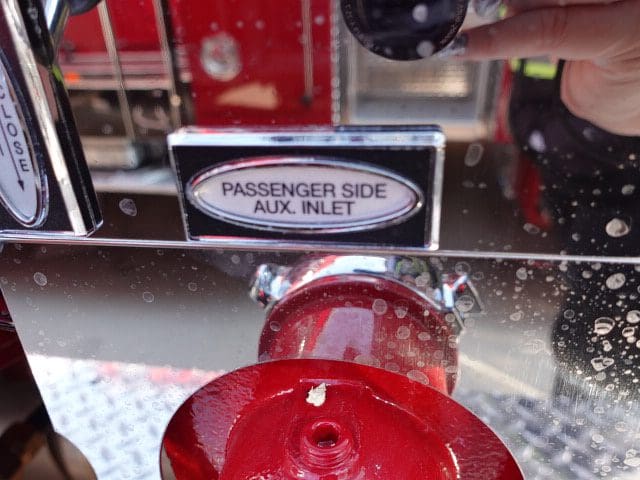 PASSENGER SIDE
AUX. INLET
CLOSE